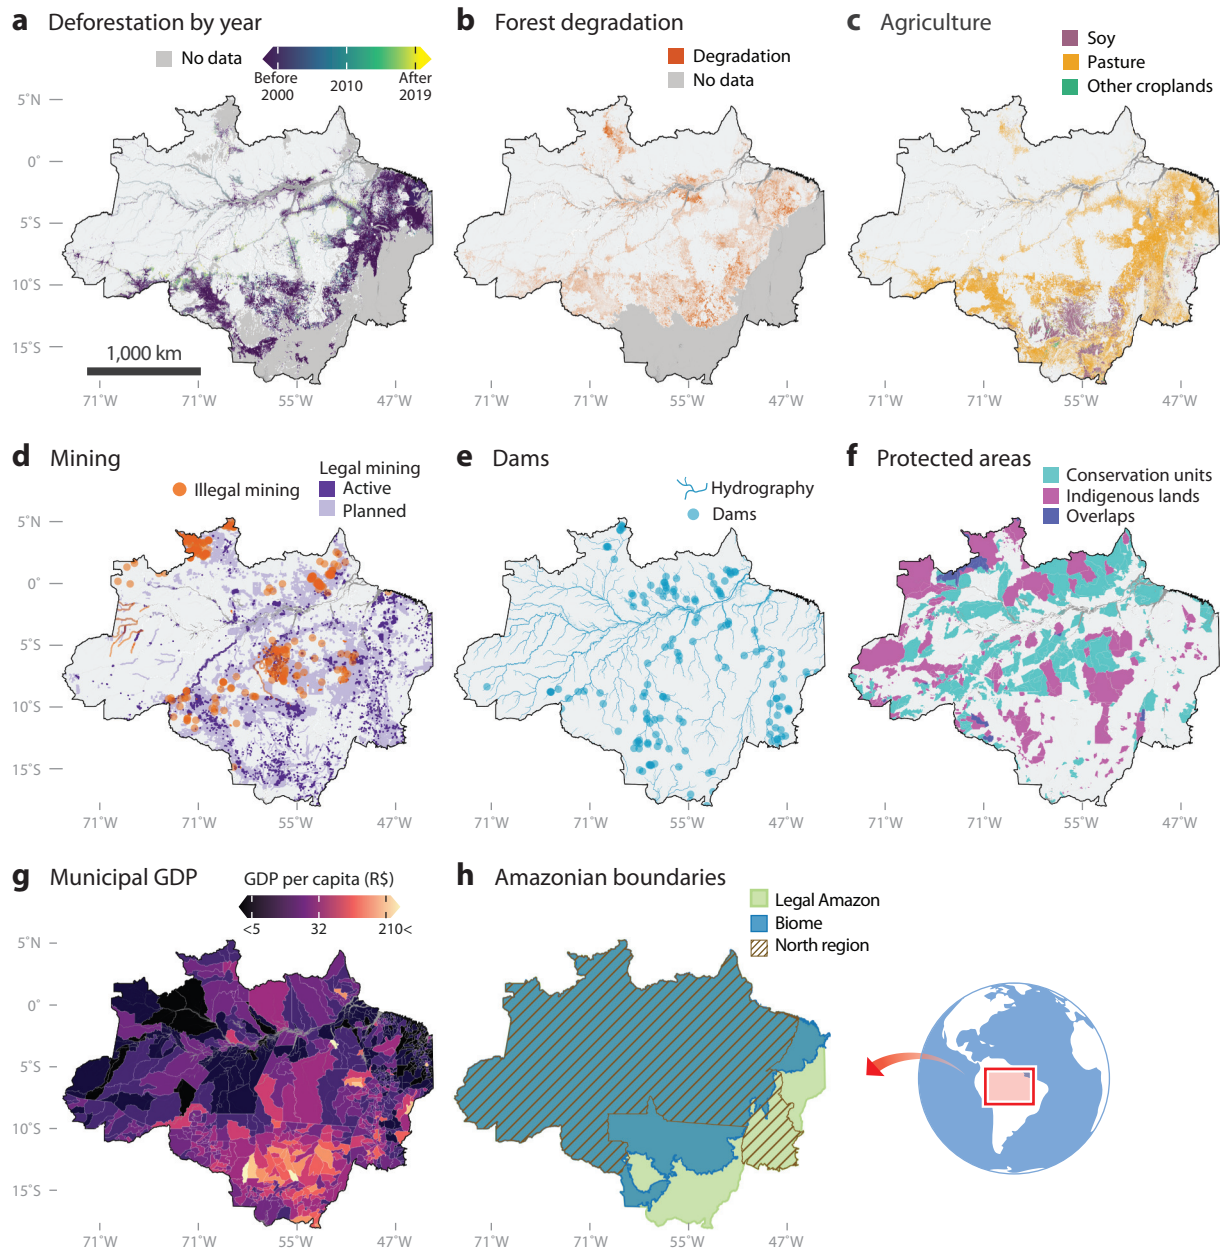 a Deforestation by year
No data
Before 2000
2010
After 2019
5°N
0°
5°S
10°S
15°S
1,000 km
71°W
71°W
55°W
47°W
b Forest degradation
Degradation
No data
71°W
71°W
55°W
47°W
c Agriculture
Soy
Pasture
Other croplands
71°W
71°W
55°W
47°W
d Mining
Illegal mining
Legal mining
Active
Planned
5°N
0°
5°S
10°S
15°S
71°W
71°W
55°W
47°W
e Dams
Hydrography
Dams
71°W
71°W
55°W
47°W
f Protected areas
Conservation units
Indigenous lands
Overlaps
71°W
71°W
55°W
47°W
g Municipal GDP
GDP per capita (R$)
<5
32
210<
5°N
0°
5°S
10°S
15°S
71°W
71°W
55°W
47°W
h Amazonian boundaries
Legal Amazon
Biome
North region
71°W
71°W
55°W
47°W